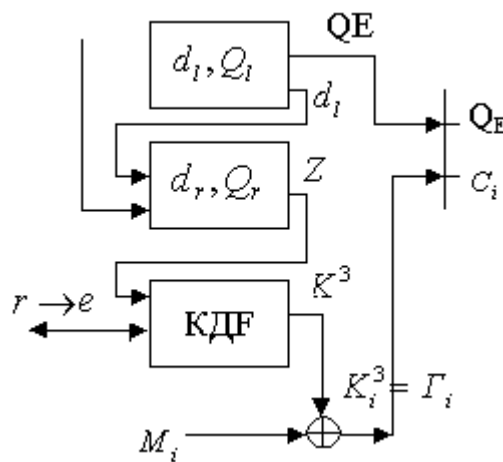 QE
d_l, Q_l
d_l
Q_E
d_r, Q_r
Z
C_i
r → e
КДF
K^3
K_i^3 = Г_i
M_i